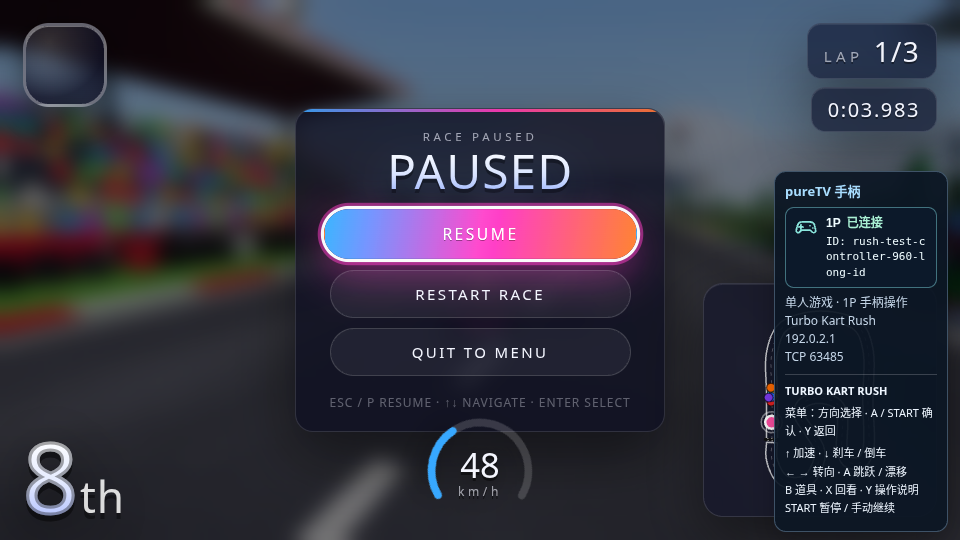 LAP 1/3
0:03.983
RACE PAUSED
PAUSED
RESUME
RESTART RACE
QUIT TO MENU
ESC / P RESUME · ↑↓ NAVIGATE · ENTER SELECT
48
km/h
8th
pureTV 手柄
1P 已连接
ID: rush-test-c
ontroller-960-l
ong-id
单人游戏 · 1P 手柄操作
Turbo Kart Rush
192.0.2.1
TCP 63485
TURBO KART RUSH
菜单：方向选择 · A / START 确
认 · Y 返回
↑ 加速 · ↓ 刹车 / 倒车
← → 转向 · A 跳跃 / 漂移
B 道具 · X 回看 · Y 操作说明
START 暂停 / 手动继续